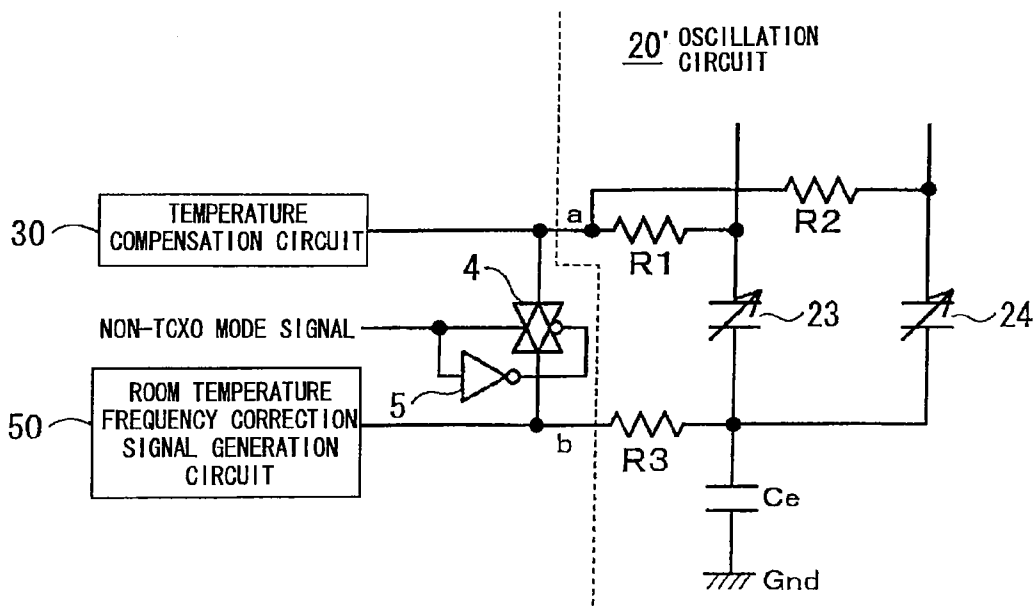 20' OSCILLATION
CIRCUIT
30
TEMPERATURE
COMPENSATION CIRCUIT
a
R1
R2
4
23
24
NON-TCXO MODE SIGNAL
5
50
ROOM TEMPERATURE
FREQUENCY CORRECTION
SIGNAL GENERATION
CIRCUIT
b
R3
Ce
Gnd